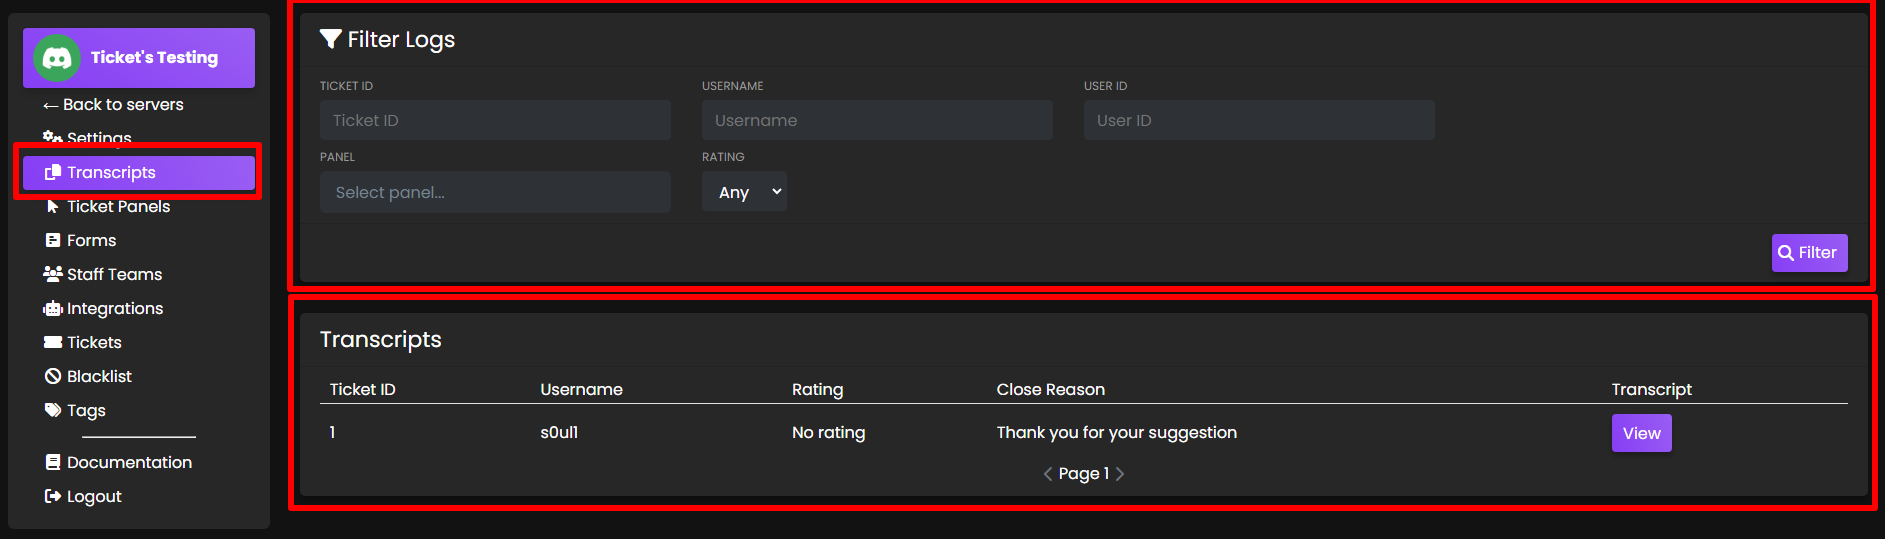 Ticket's Testing
← Back to servers
Settings
Transcripts
Ticket Panels
Forms
Staff Teams
Integrations
Tickets
Blacklist
Tags
Documentation
Logout
Filter Logs
TICKET ID USERNAME USER ID
Ticket ID Username User ID
PANEL RATING
Select panel... Any
Filter
Transcripts
Ticket ID Username Rating Close Reason Transcript
1 s0ul1 No rating Thank you for your suggestion View
Page 1